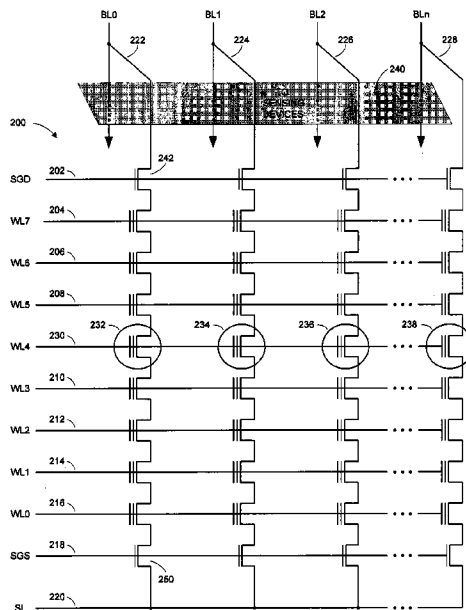 BL0 BL1 BL2 BLn
222 224 226 228
240
TO
SENSING
DEVICES
200
242
SGD 202
WL7 204
WL6 206
WL5 208
232 234 236 238
WL4 230
WL3 210
WL2 212
WL1 214
WL0 216
SGS 218
250
SL 220